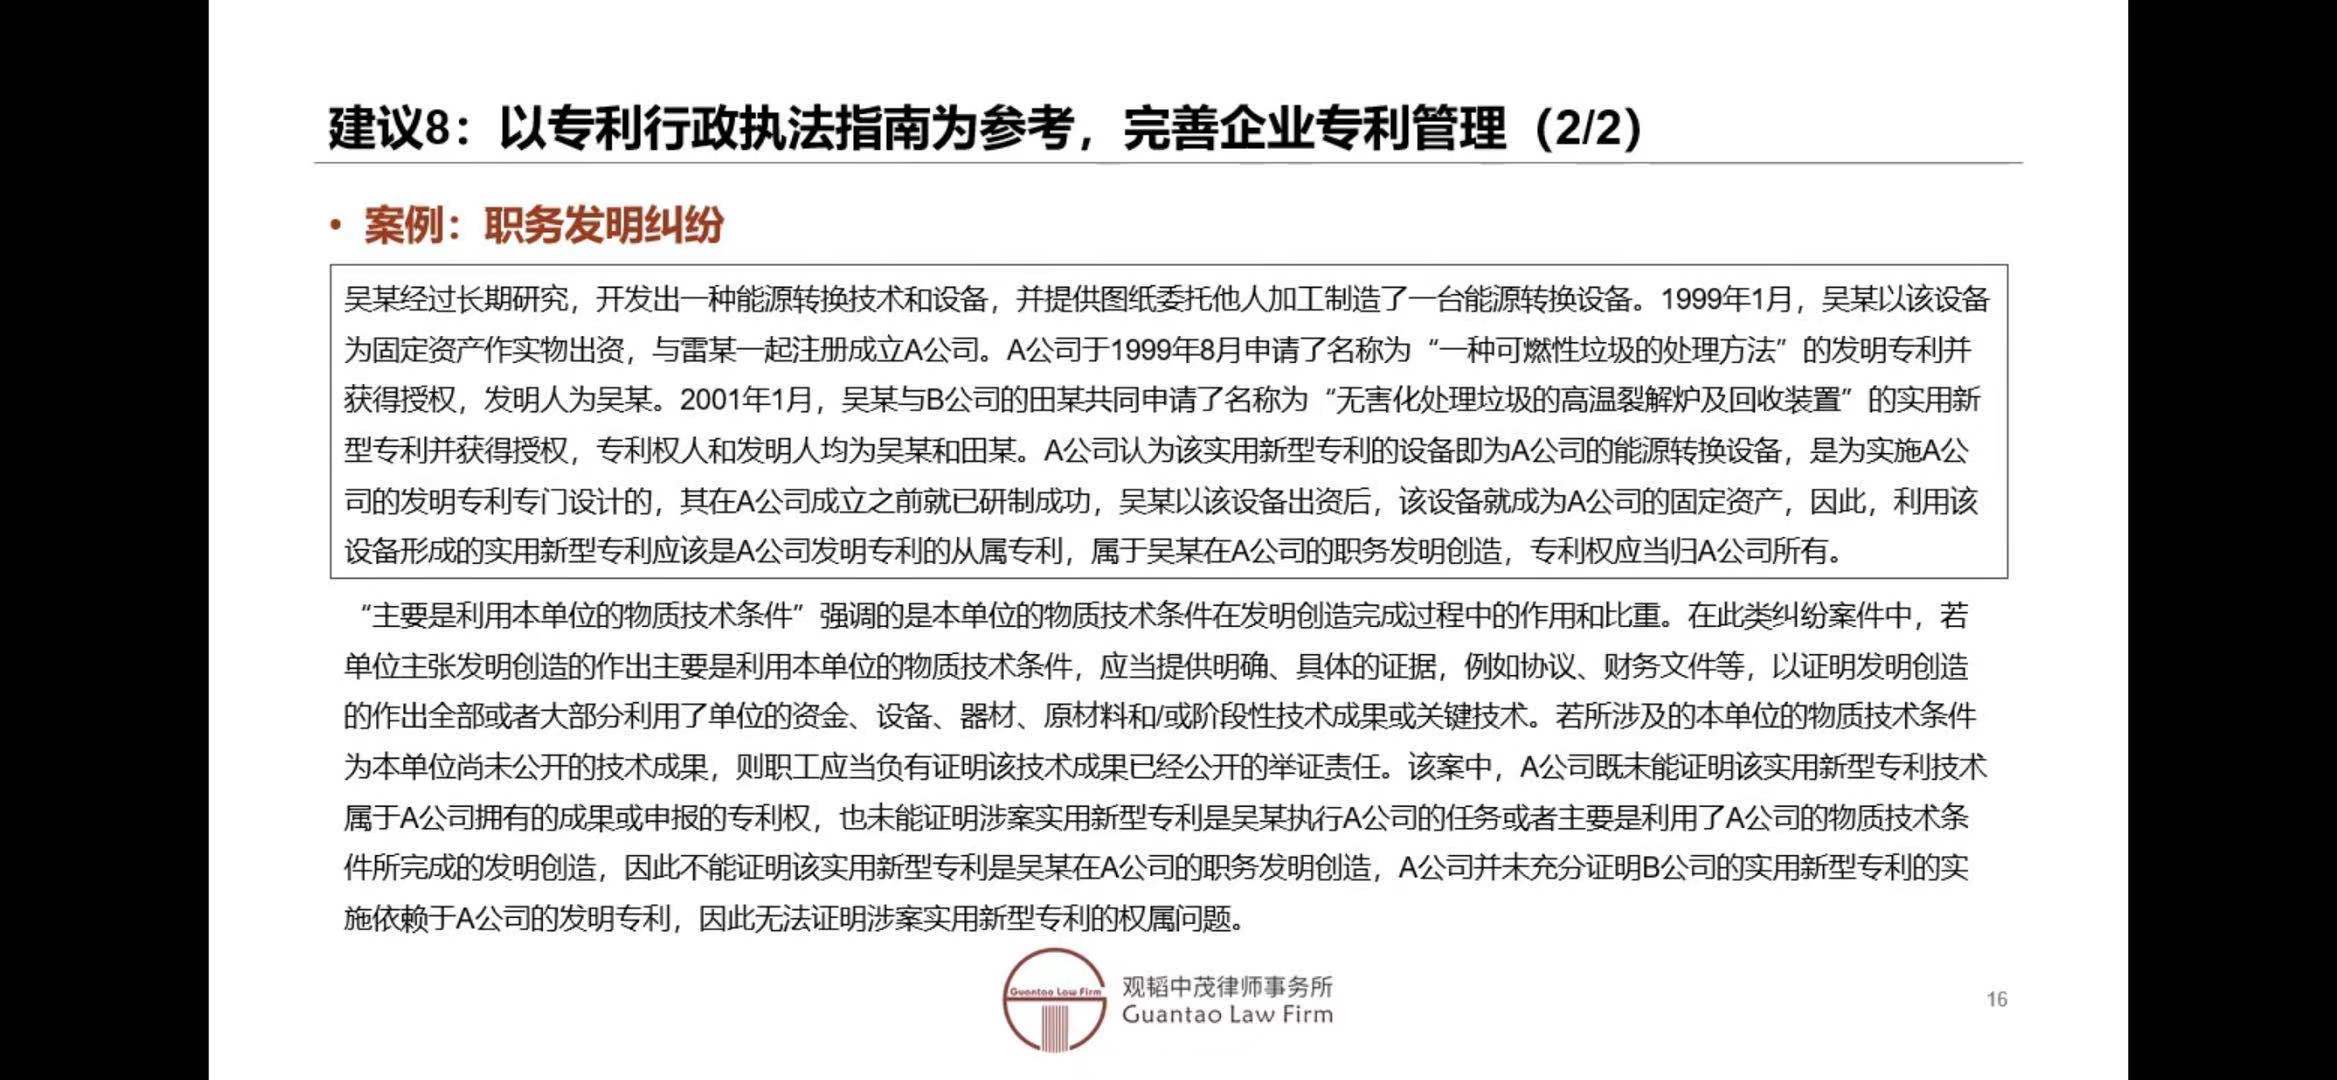 建议8：以专利行政执法指南为参考，完善企业专利管理（2/2）
• 案例：职务发明纠纷
吴某经过长期研究，开发出一种能源转换技术和设备，并提供图纸委托他人加工制造了一台能源转换设备。1999年1月，吴某以该设备
为固定资产作实物出资，与雷某一起注册成立A公司。A公司于1999年8月申请了名称为“一种可燃性垃圾的处理方法”的发明专利并
获得授权，发明人为吴某。2001年1月，吴某与B公司的田某共同申请了名称为“无害化处理垃圾的高温裂解炉及回收装置”的实用新
型专利并获得授权，专利权人和发明人均为吴某和田某。A公司认为该实用新型专利的设备即为A公司的能源转换设备，是为实施A公
司的发明专利专门设计的，其在A公司成立之前就已研制成功，吴某以该设备出资后，该设备就成为A公司的固定资产，因此，利用该
设备形成的实用新型专利应该是A公司发明专利的从属专利，属于吴某在A公司的职务发明创造，专利权应当归A公司所有。
“主要是利用本单位的物质技术条件”强调的是本单位的物质技术条件在发明创造完成过程中的作用和比重。在此类纠纷案件中，若
单位主张发明创造的作出主要是利用本单位的物质技术条件，应当提供明确、具体的证据，例如协议、财务文件等，以证明发明创造
的作出全部或者大部分利用了单位的资金、设备、器材、原材料和/或阶段性技术成果或关键技术。若所涉及的本单位的物质技术条件
为本单位尚未公开的技术成果，则职工应当负有证明该技术成果已经公开的举证责任。该案中，A公司既未能证明该实用新型专利技术
属于A公司拥有的成果或申报的专利权，也未能证明涉案实用新型专利是吴某执行A公司的任务或者主要是利用了A公司的物质技术条
件所完成的发明创造，因此不能证明该实用新型专利是吴某在A公司的职务发明创造，A公司并未充分证明B公司的实用新型专利的实
施依赖于A公司的发明专利，因此无法证明涉案实用新型专利的权属问题。
Guantao Law Firm
观韬中茂律师事务所
Guantao Law Firm
16